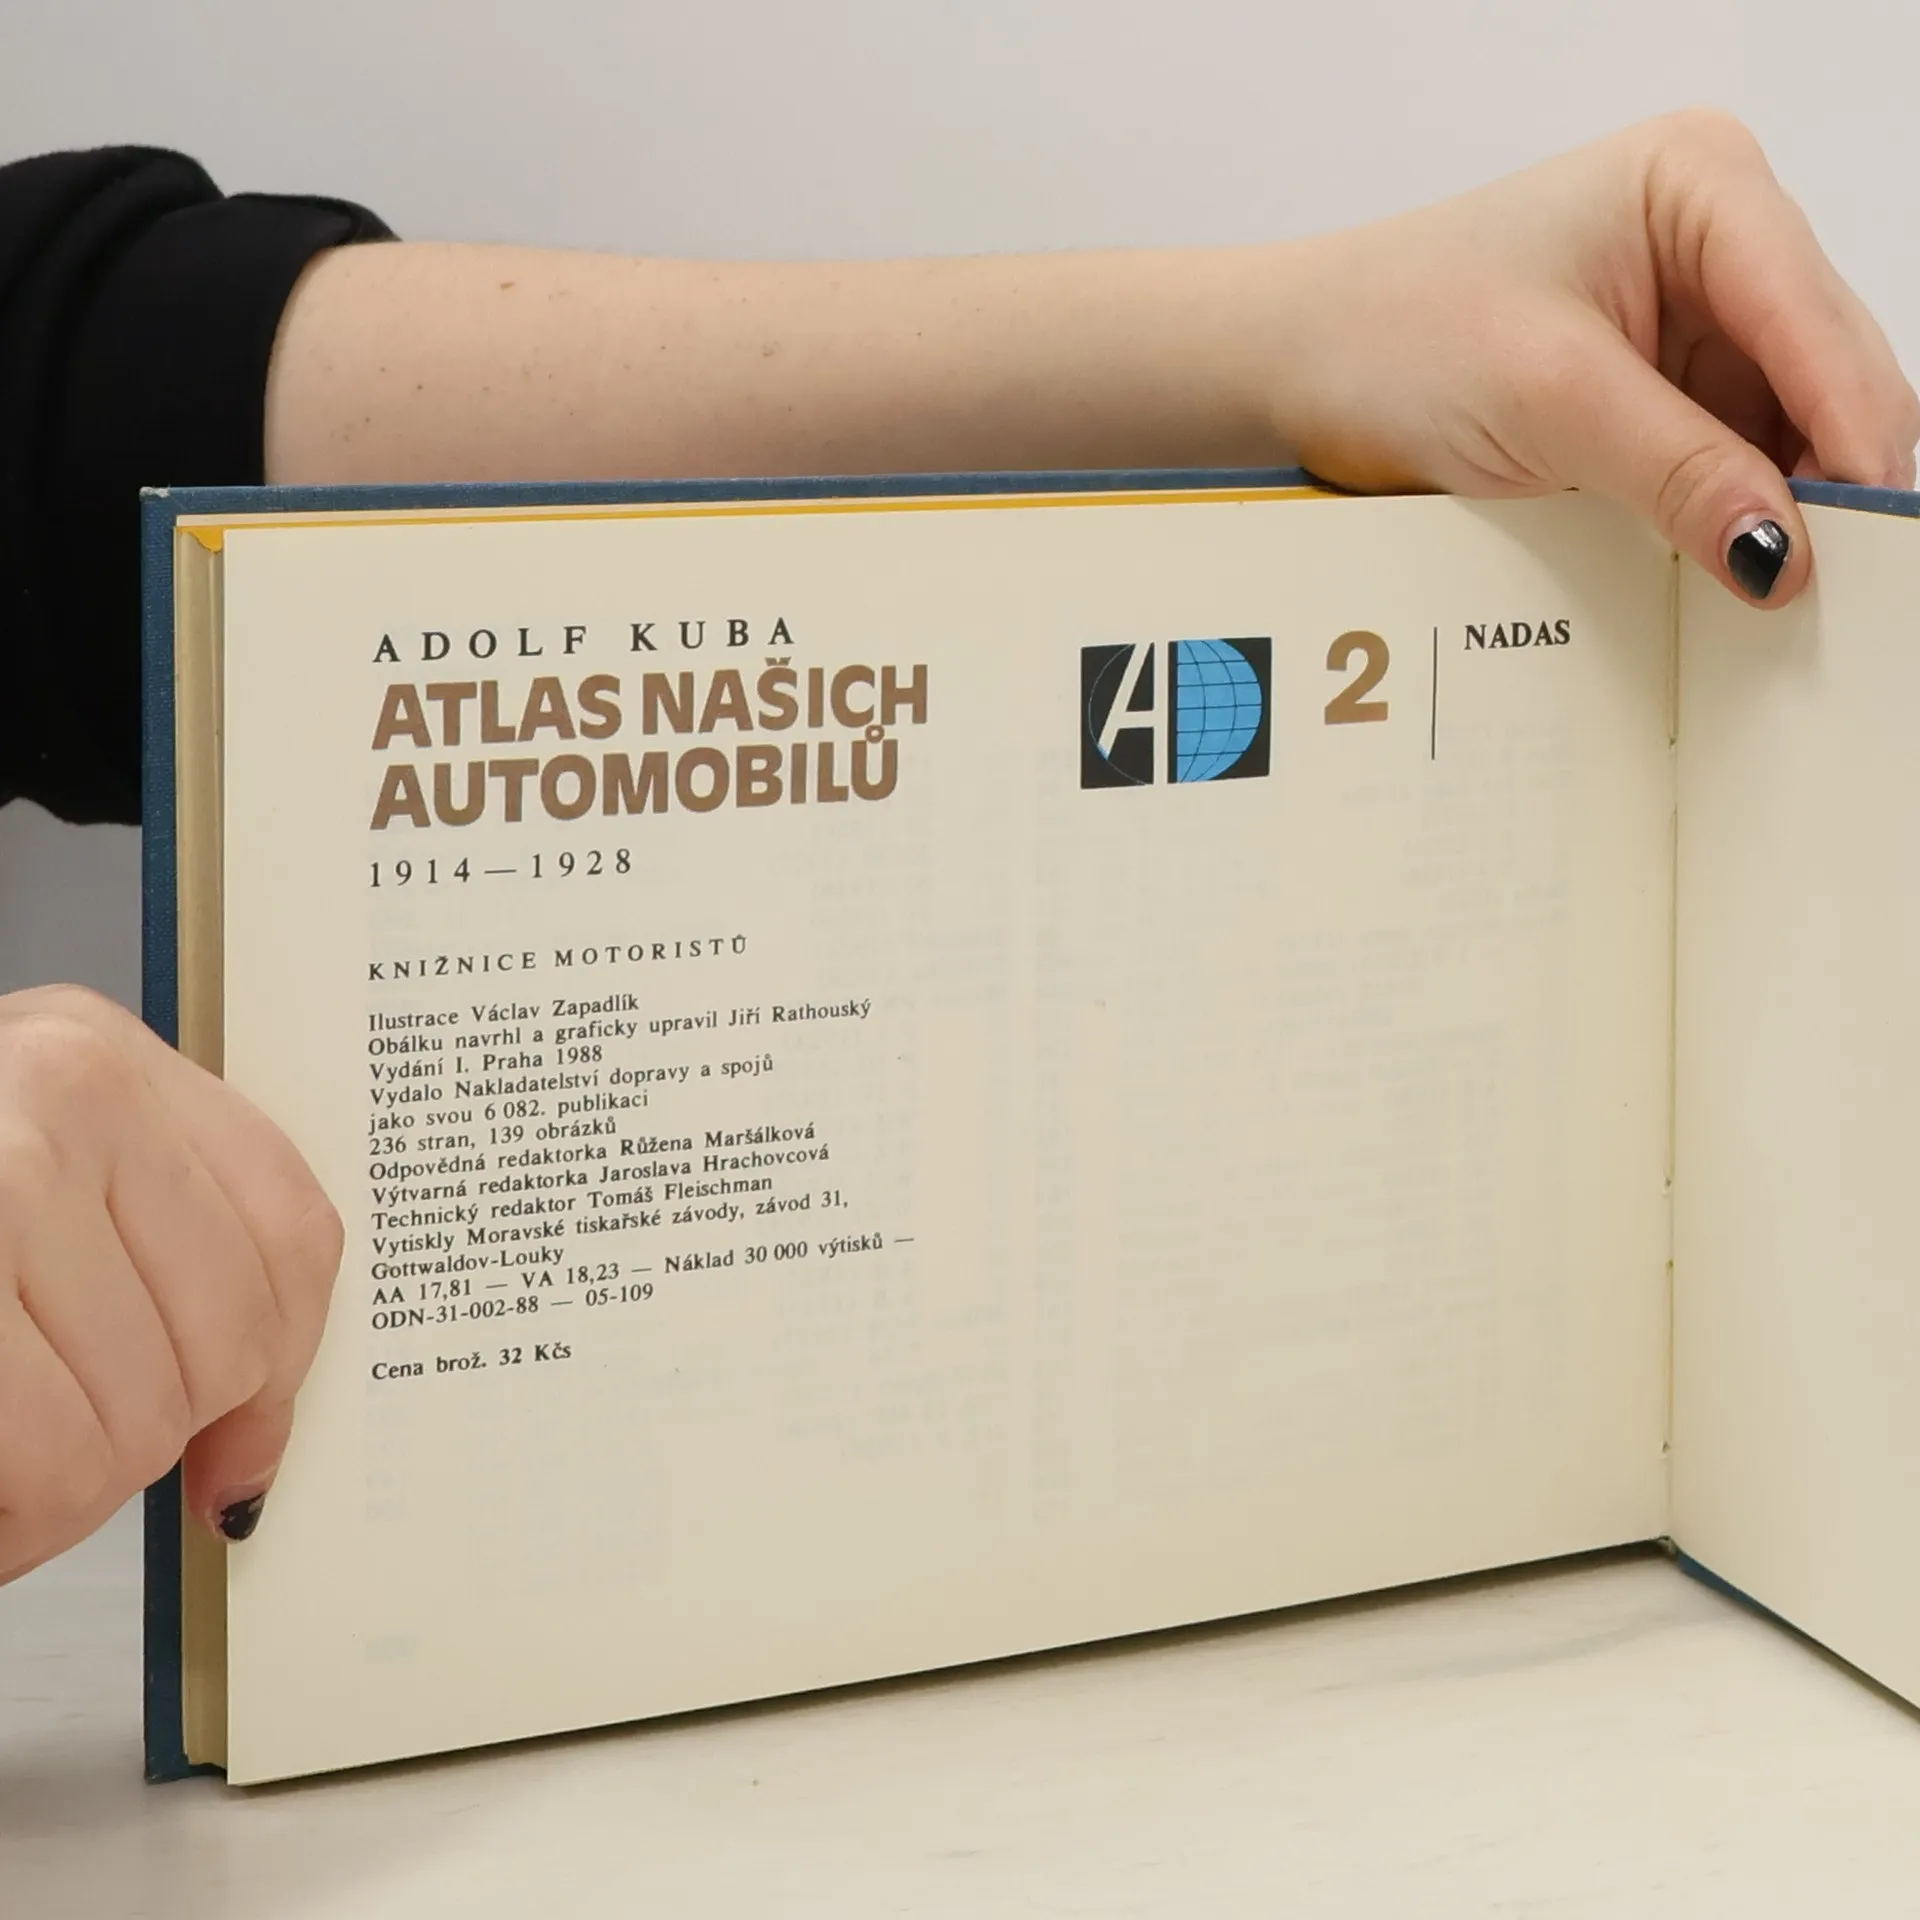 ADOLF KUBA
ATLAS NAŠICH
AUTOMOBILŮ
1914—1928
AD
2
NADAS
KNIŽNICE MOTORISTŮ
Ilustrace Václav Zapadlík
Obálku navrhl a graficky upravil Jiří Rathouský
Vydání I. Praha 1988
Vydalo Nakladatelství dopravy a spojů
jako svou 6 082. publikaci
236 stran, 139 obrázků
Odpovědná redaktorka Růžena Maršálková
Výtvarná redaktorka Jaroslava Hrachovcová
Technický redaktor Tomáš Fleischman
Vytiskly Moravské tiskařské závody, závod 31,
Gottwaldov-Louky
AA 17,81 — VA 18,23 — Náklad 30 000 výtisků —
ODN-31-002-88 — 05-109
Cena brož. 32 Kčs